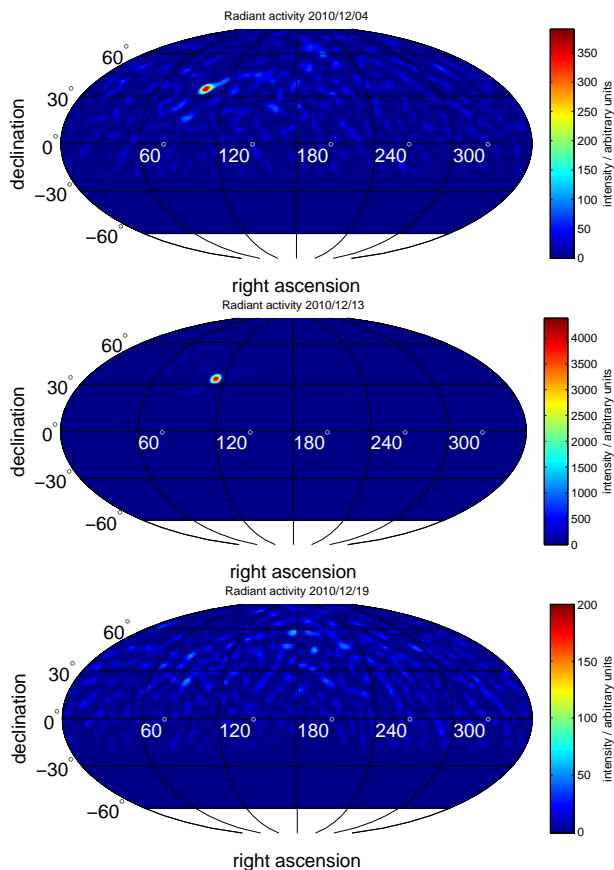 Radiant activity 2010/12/04
60°
30°
0°
−30°
−60°
60° 120° 180° 240° 300°
declination
right ascension
350
300
250
200
150
100
50
0
intensity / arbitrary units
Radiant activity 2010/12/13
60°
30°
0°
−30°
−60°
60° 120° 180° 240° 300°
declination
right ascension
4000
3500
3000
2500
2000
1500
1000
500
0
intensity / arbitrary units
Radiant activity 2010/12/19
60°
30°
0°
−30°
−60°
60° 120° 180° 240° 300°
declination
right ascension
200
150
100
50
0
intensity / arbitrary units